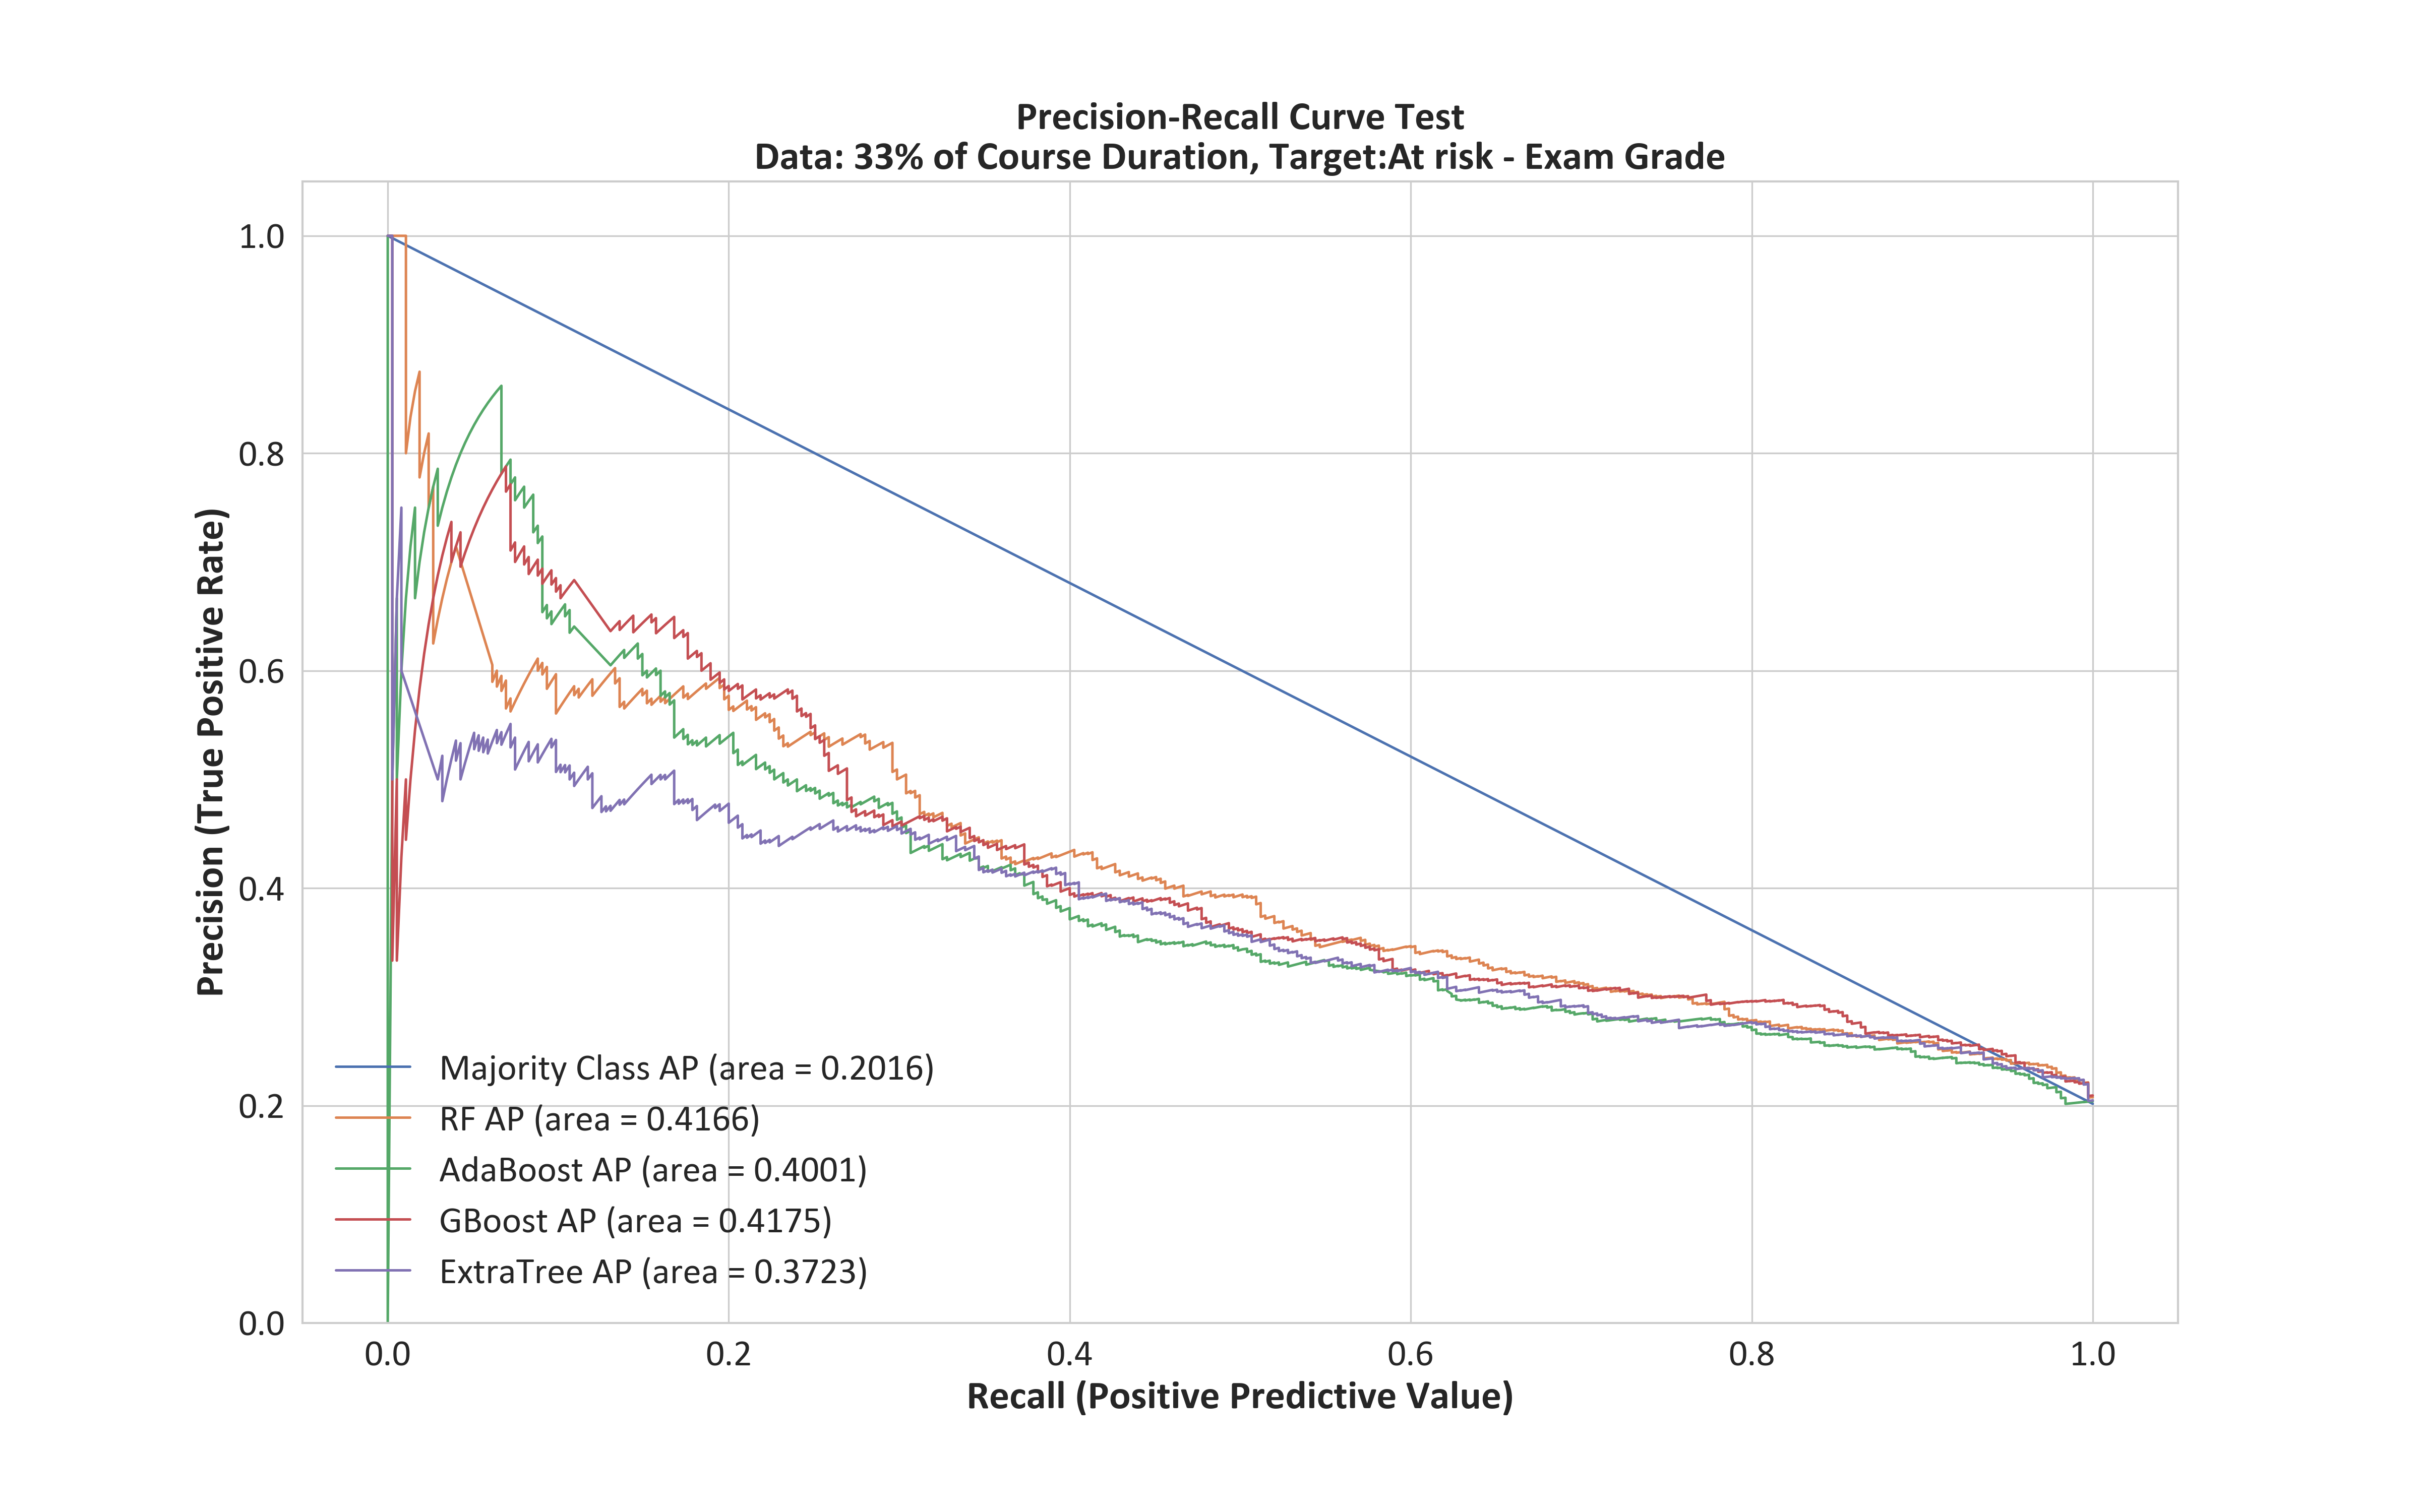 Precision-Recall Curve Test
Data: 33% of Course Duration, Target:At risk - Exam Grade
Precision (True Positive Rate)
1.0
0.8
0.6
0.4
0.2
0.0
Majority Class AP (area = 0.2016)
RF AP (area = 0.4166)
AdaBoost AP (area = 0.4001)
GBoost AP (area = 0.4175)
ExtraTree AP (area = 0.3723)
0.0 0.2 0.4 0.6 0.8 1.0
Recall (Positive Predictive Value)